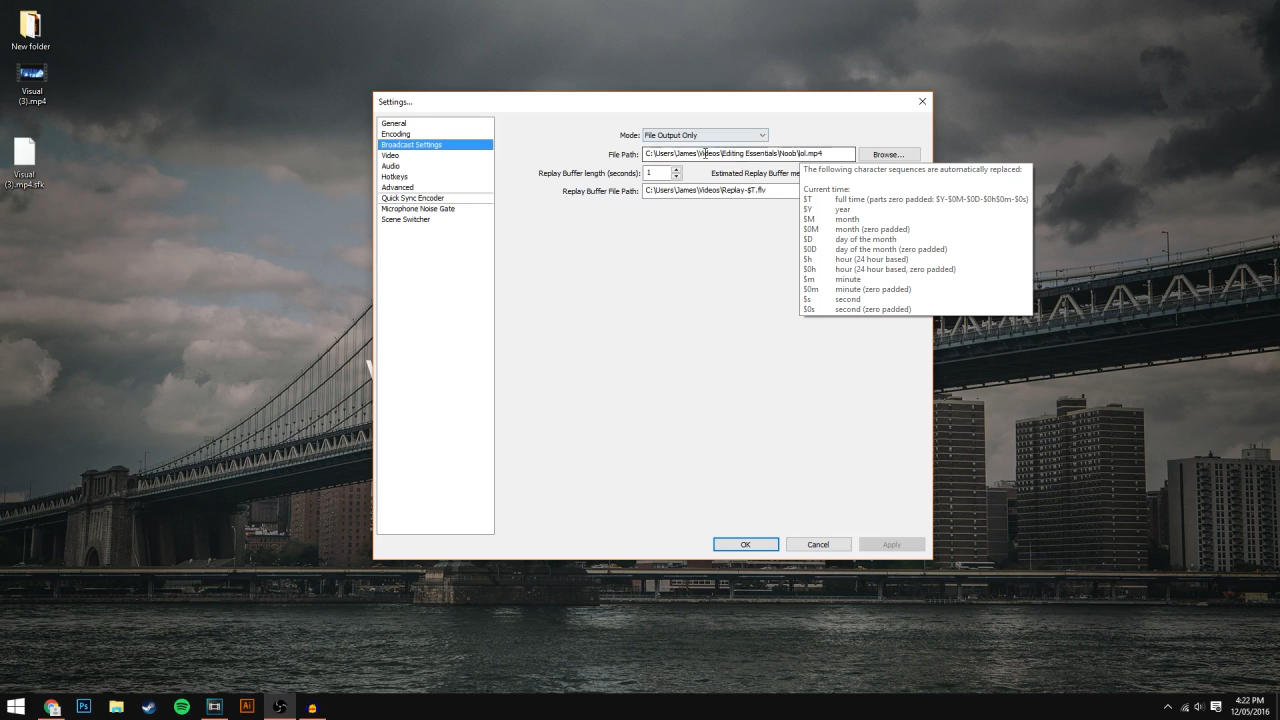 New folder
Visual
(3).mp4
Visual
(3).mp4.sfk
Settings...
General
Encoding
Broadcast Settings
Video
Audio
Hotkeys
Advanced
Quick Sync Encoder
Microphone Noise Gate
Scene Switcher
Mode: File Output Only
File Path: C:\Users\James\Videos\Editing Essentials\Noob\lol.mp4 Browse...
Replay Buffer length (seconds): 1 Estimated Replay Buffer me
Replay Buffer File Path: C:\Users\James\Videos\Replay-$T.flv
The following character sequences are automatically replaced:
Current time:
$T full time (parts zero padded: $Y-$0M-$0D-$0h$0m-$0s)
$Y year
$M month
$0M month (zero padded)
$D day of the month
$0D day of the month (zero padded)
$h hour (24 hour based)
$0h hour (24 hour based, zero padded)
$m minute
$0m minute (zero padded)
$s second
$0s second (zero padded)
OK Cancel Apply
Ps
Ai
4:22 PM
12/05/2016